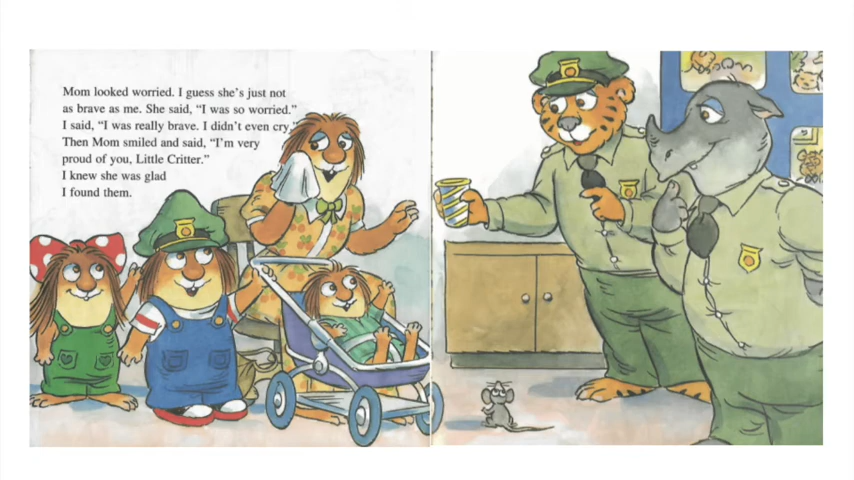 Mom looked worried. I guess she's just not
as brave as me. She said, "I was so worried."
I said, "I was really brave. I didn't even cry."
Then Mom smiled and said, "I'm very
proud of you, Little Critter."
I knew she was glad
I found them.